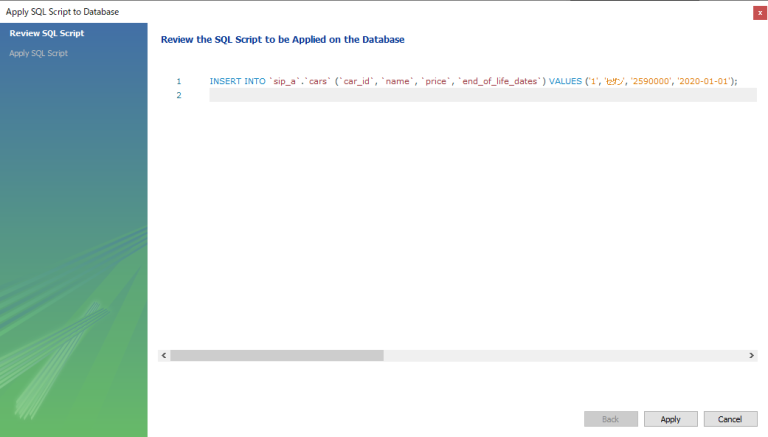 Apply SQL Script to Database
x
Review SQL Script
Apply SQL Script
Review the SQL Script to be Applied on the Database
1 INSERT INTO `sip_a`.`cars` (`car_id`, `name`, `price`, `end_of_life_dates`) VALUES ('1', 'ヒダン', '2590000', '2020-01-01');
2
Back Apply Cancel